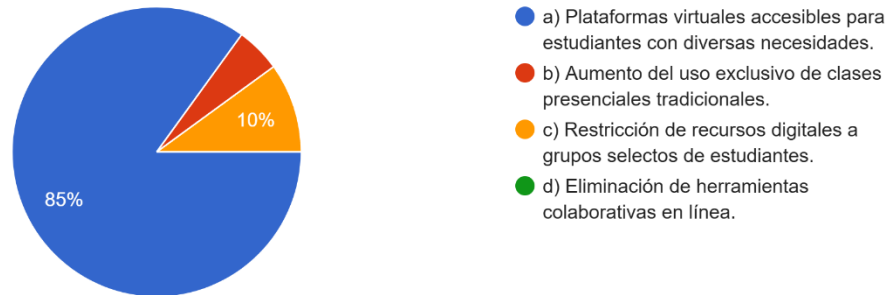 85%
10%
a) Plataformas virtuales accesibles para
estudiantes con diversas necesidades.
b) Aumento del uso exclusivo de clases
presenciales tradicionales.
c) Restricción de recursos digitales a
grupos selectos de estudiantes.
d) Eliminación de herramientas
colaborativas en línea.